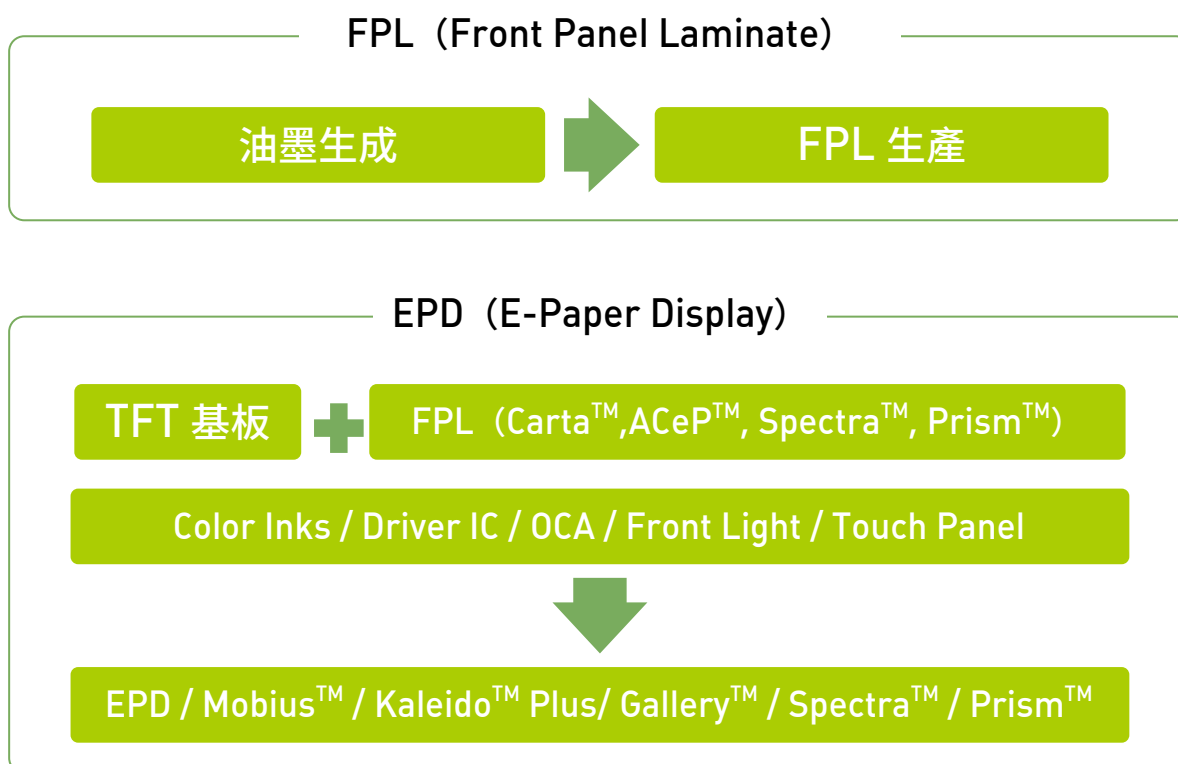 FPL（Front Panel Laminate）
油墨生成
FPL 生產
EPD（E-Paper Display）
TFT 基板
FPL（Carta™,ACeP™, Spectra™, Prism™）
Color Inks / Driver IC / OCA / Front Light / Touch Panel
EPD / Mobius™ / Kaleido™ Plus/ Gallery™ / Spectra™ / Prism™